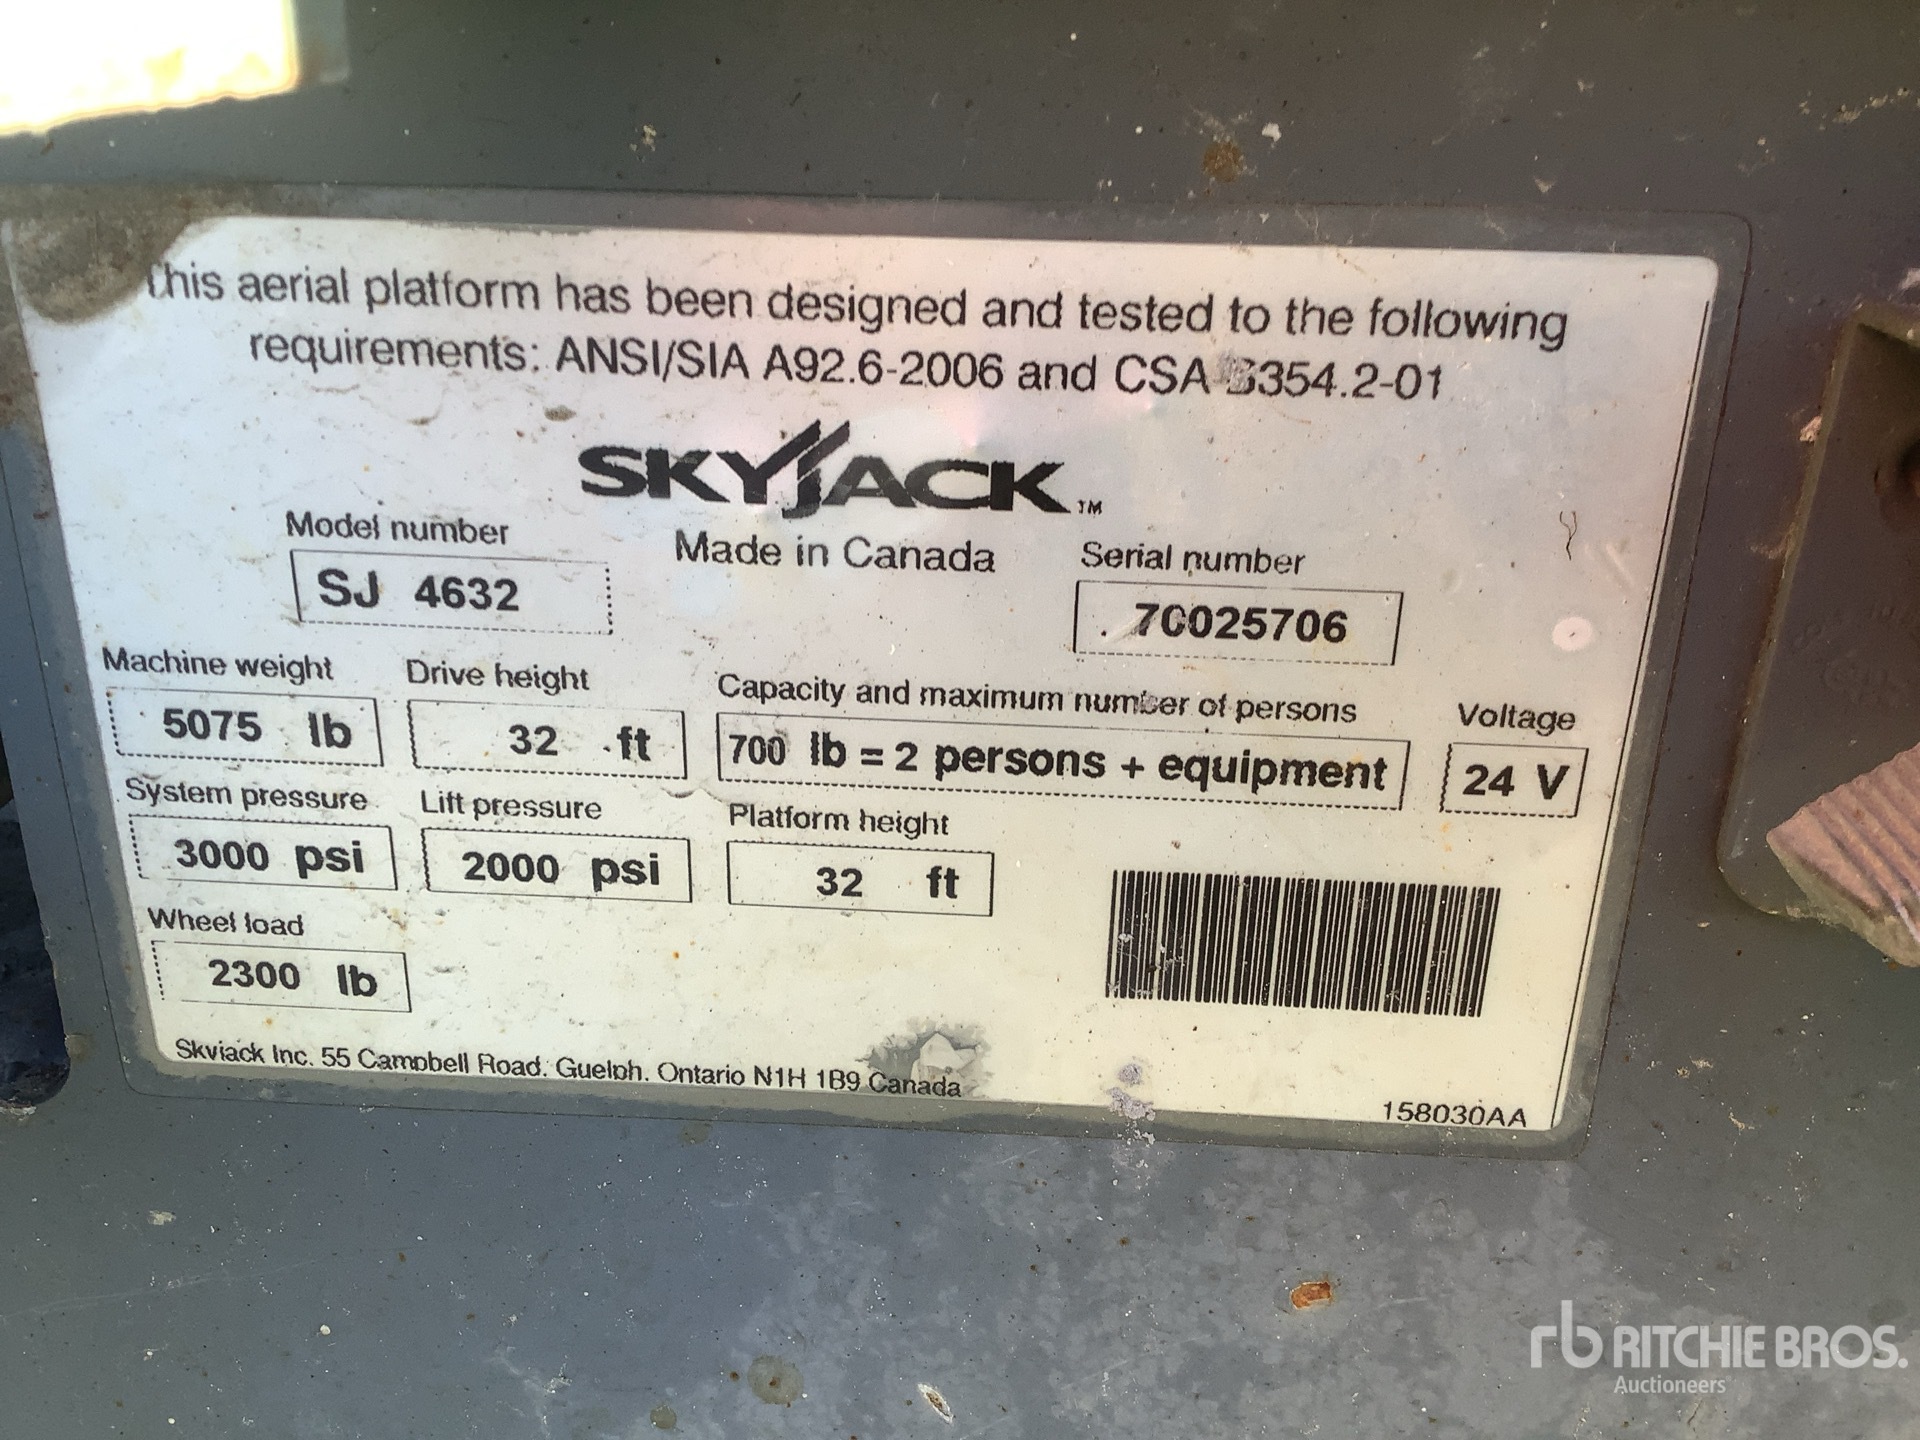 This aerial platform has been designed and tested to the following
requirements: ANSI/SIA A92.6-2006 and CSA B354.2-01
SKYJACK™
Made in Canada
Model number
SJ 4632
Serial number
70025706
Machine weight
5075 lb
Drive height
32 ft
Capacity and maximum number of persons
700 lb = 2 persons + equipment
Voltage
24 V
System pressure
3000 psi
Lift pressure
2000 psi
Platform height
32 ft
Wheel load
2300 lb
Skyjack Inc. 55 Campbell Road. Guelph. Ontario N1H 1B9 Canada
158030AA
rb RITCHIE BROS.
Auctioneers